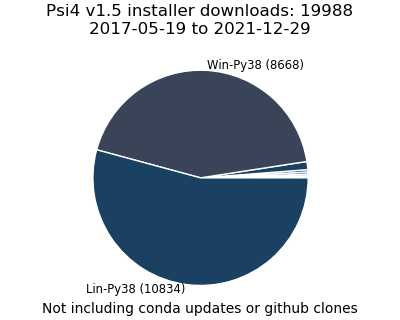 Psi4 v1.5 installer downloads: 19988
2017-05-19 to 2021-12-29
Win-Py38 (8668)
Lin-Py38 (10834)
Not including conda updates or github clones